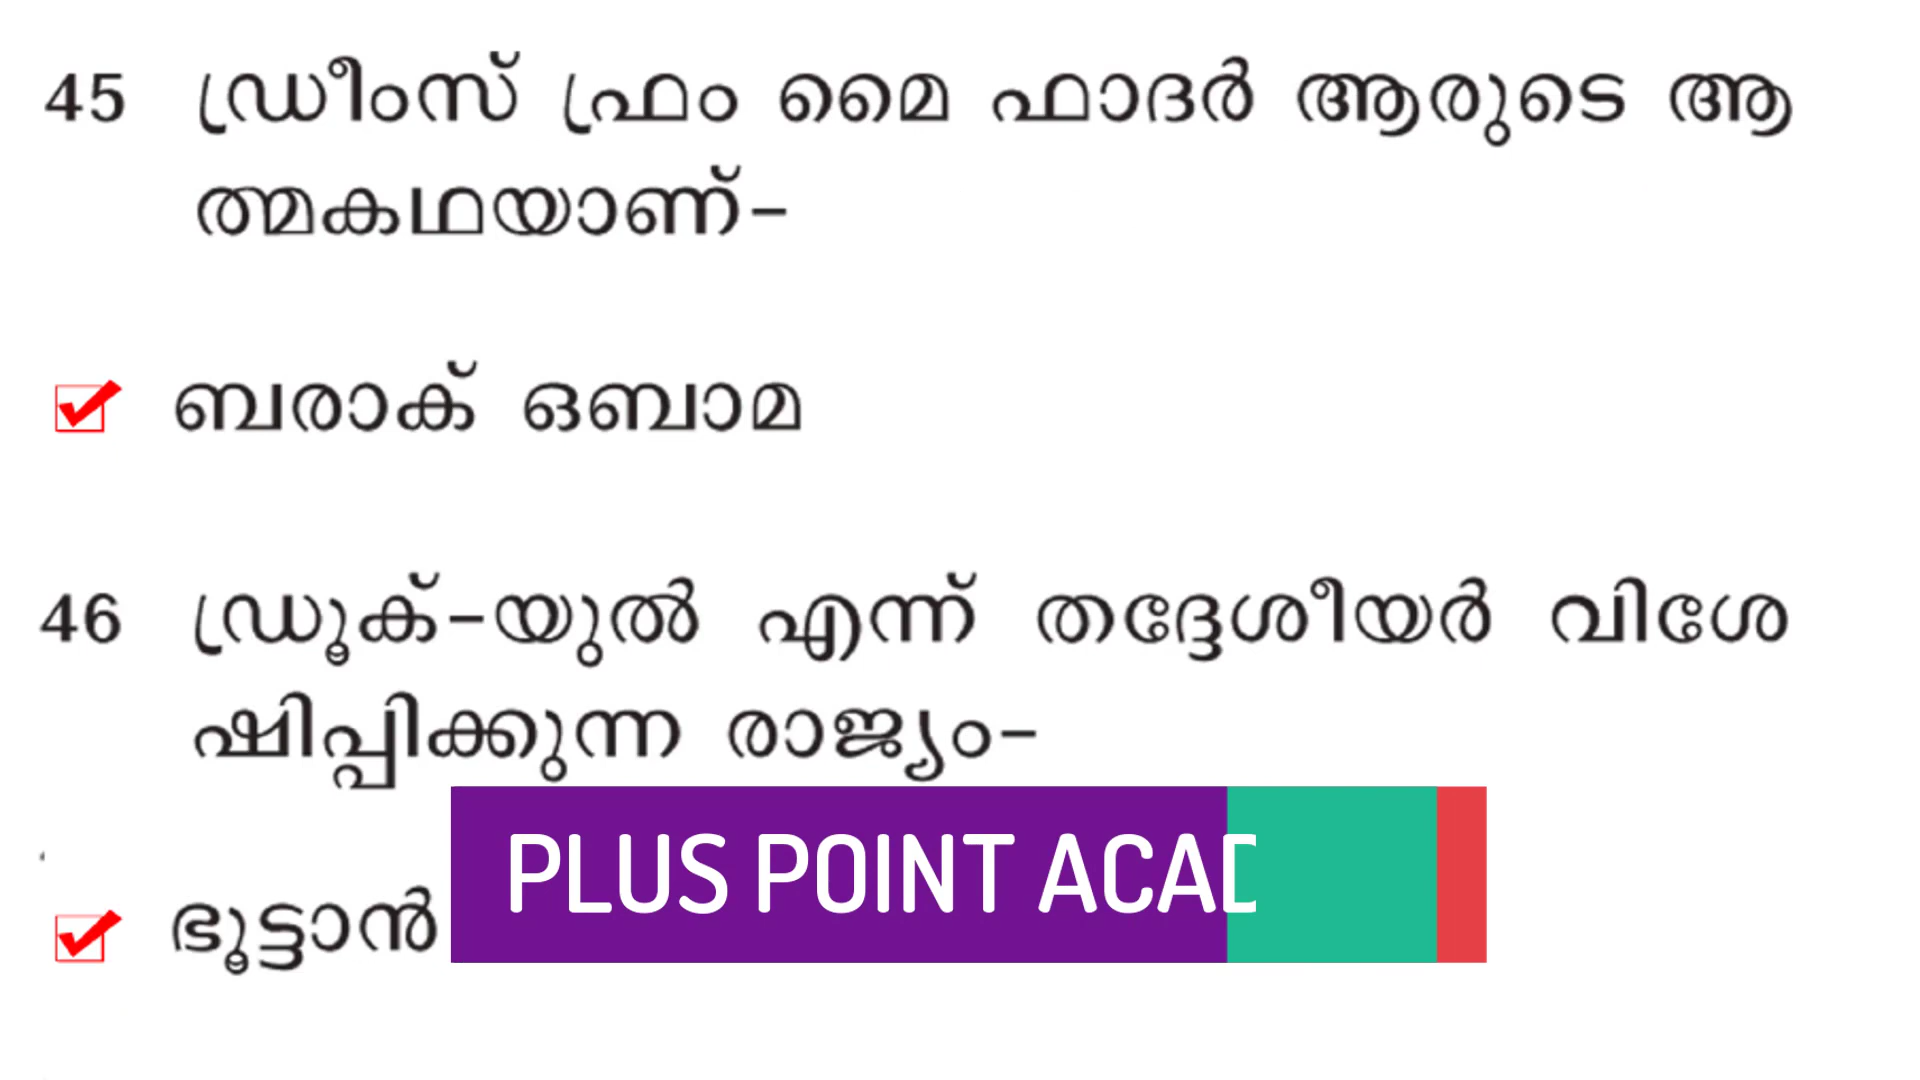 45 ഡ്രീംസ് ഫ്രം മൈ ഫാദർ ആരുടെ ആ
ത്മകഥയാണ്-
ബരാക് ഒബാമ
46 ഡ്രൂക്-യുൽ എന്ന് തദ്ദേശീയർ വിശേ
ഷിപ്പിക്കുന്ന രാജ്യം-
ഭൂട്ടാൻ
PLUS POINT ACAD